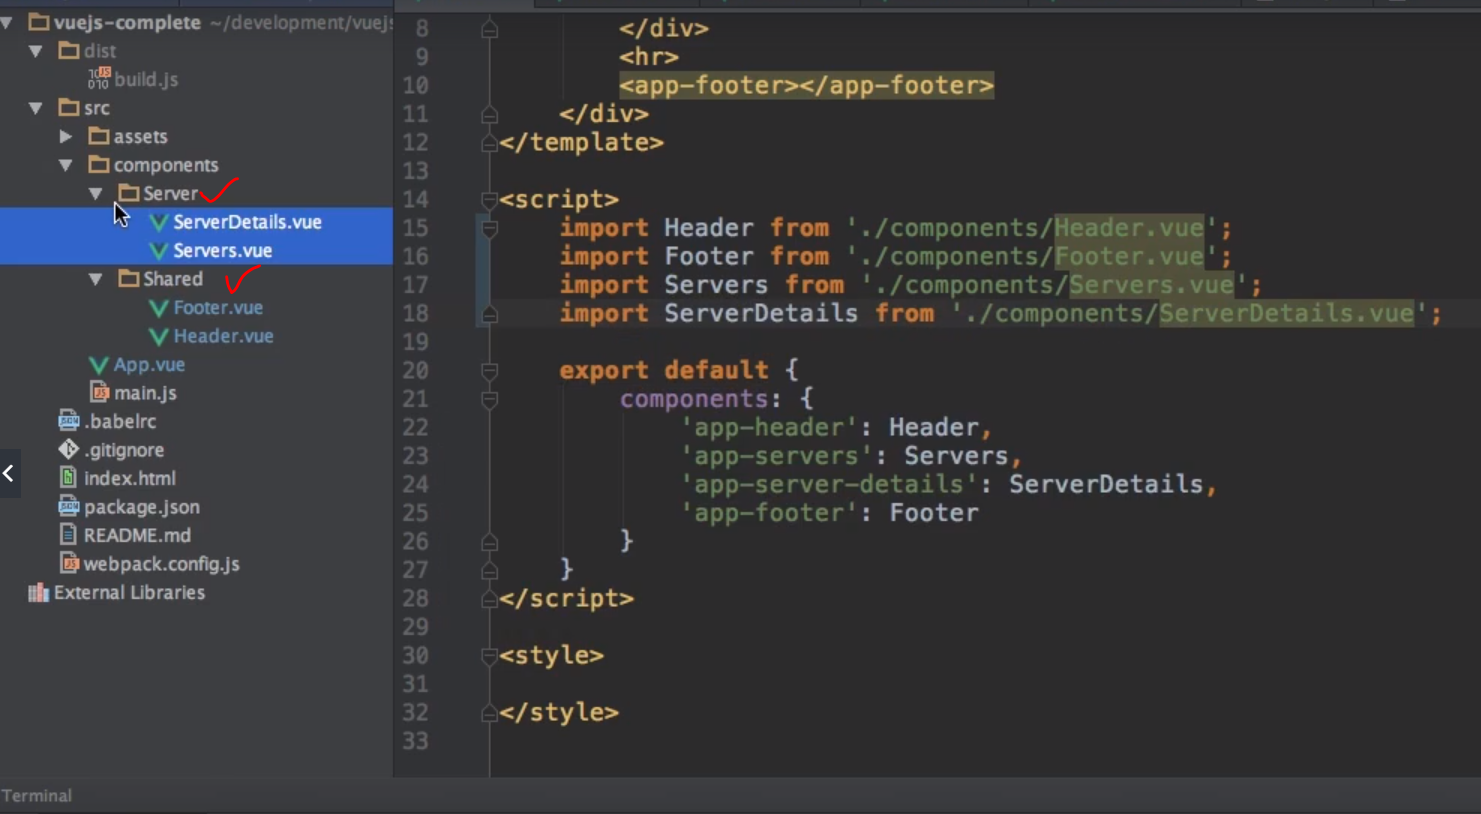 vuejs-complete ~/development/vuejs
dist
build.js
src
assets
components
Server
ServerDetails.vue
Servers.vue
Shared
Footer.vue
Header.vue
App.vue
main.js
.babelrc
.gitignore
index.html
package.json
README.md
webpack.config.js
External Libraries
8 </div>
9 <hr>
10 <app-footer></app-footer>
11 </div>
12 </template>
13
14 <script>
15 import Header from './components/Header.vue';
16 import Footer from './components/Footer.vue';
17 import Servers from './components/Servers.vue';
18 import ServerDetails from './components/ServerDetails.vue';
19
20 export default {
21 components: {
22 'app-header': Header,
23 'app-servers': Servers,
24 'app-server-details': ServerDetails,
25 'app-footer': Footer
26 }
27 }
28 </script>
29
30 <style>
31
32 </style>
33
Terminal